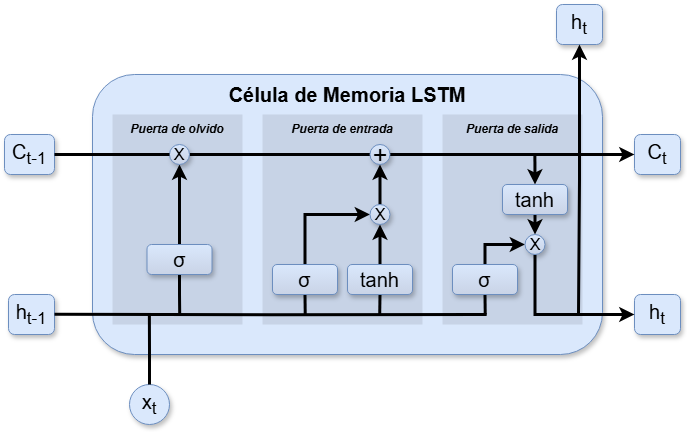 h_t
Célula de Memoria LSTM
Puerta de olvido
Puerta de entrada
Puerta de salida
C_t-1
X
+
C_t
tanh
X
X
σ
σ
tanh
σ
h_t-1
h_t
x_t